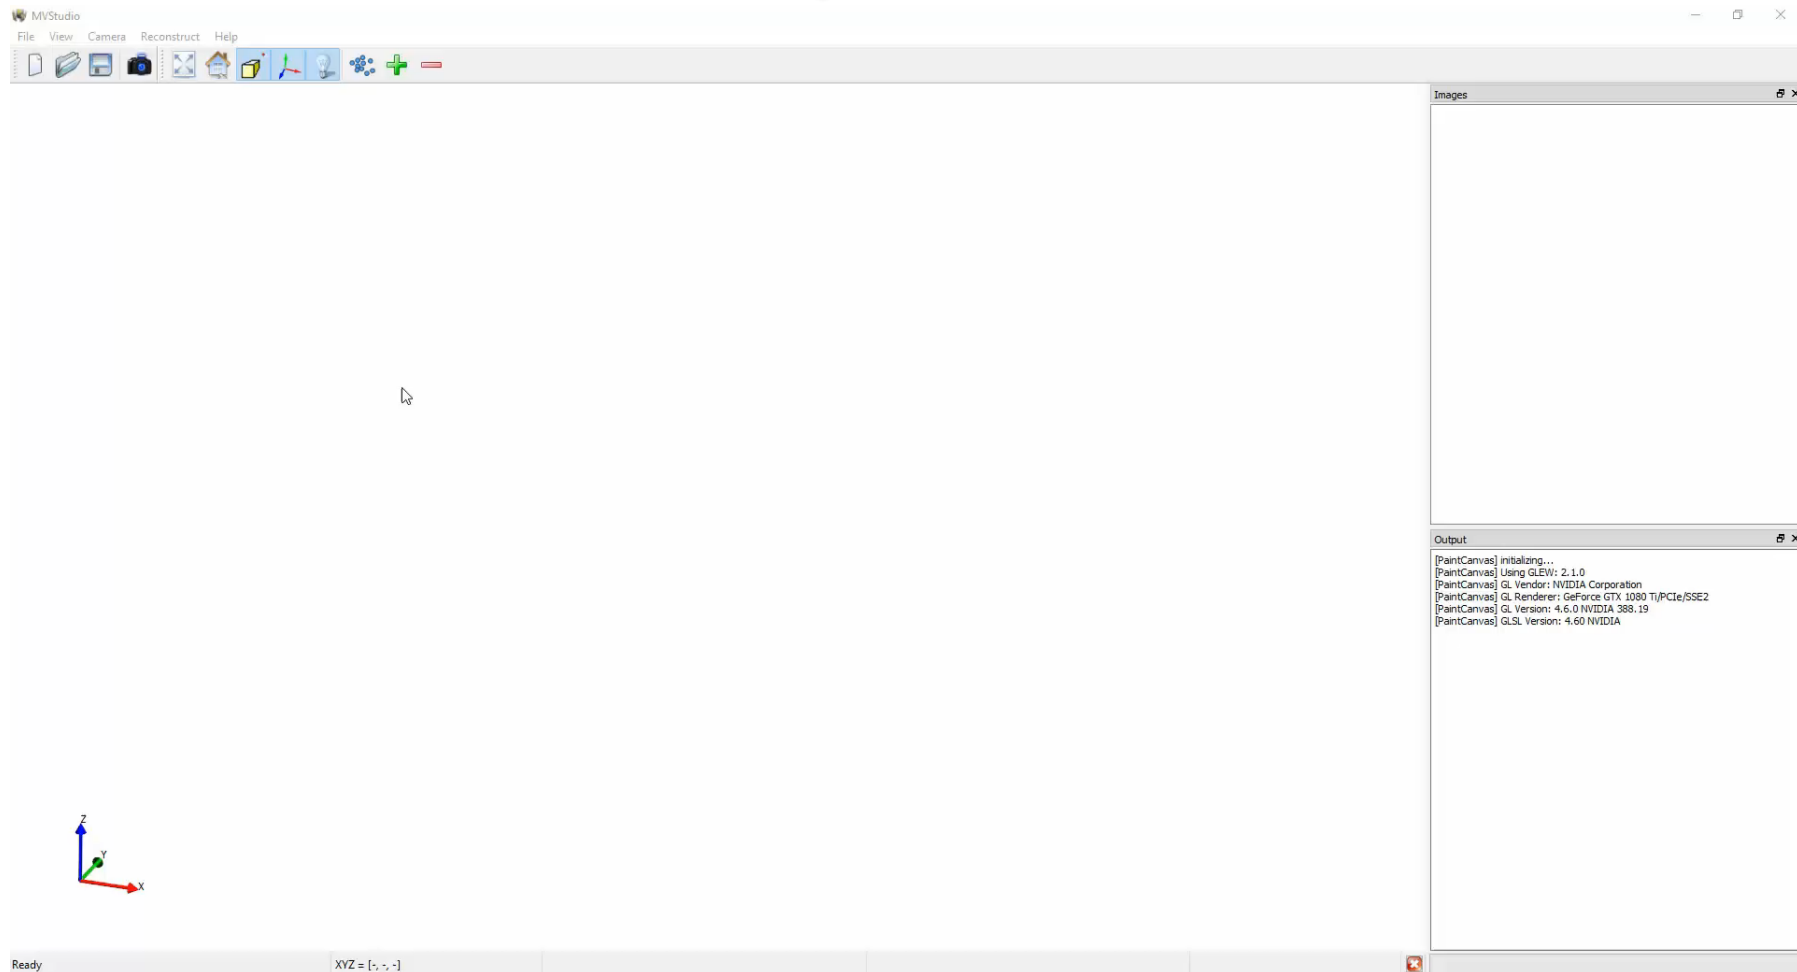 MVStudio
File View Camera Reconstruct Help
Images
Output
[PaintCanvas] initializing...
[PaintCanvas] Using GLEW: 2.1.0
[PaintCanvas] GL Vendor: NVIDIA Corporation
[PaintCanvas] GL Renderer: GeForce GTX 1080 Ti/PCIe/SSE2
[PaintCanvas] GL Version: 4.6.0 NVIDIA 388.19
[PaintCanvas] GLSL Version: 4.60 NVIDIA
Z
Y
X
Ready XYZ = [-, -, -]